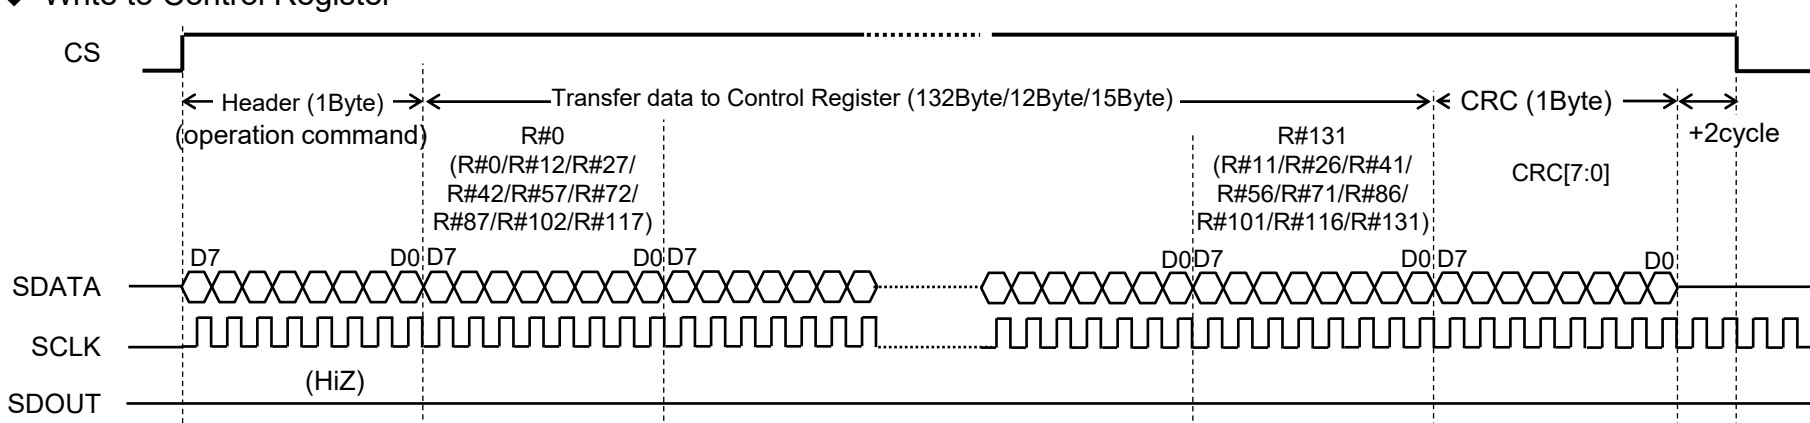 ◆ Write to Control Register
CS
Header (1Byte)
(operation command)
Transfer data to Control Register (132Byte/12Byte/15Byte)
CRC (1Byte)
+2cycle
R#0
(R#0/R#12/R#27/
R#42/R#57/R#72/
R#87/R#102/R#117)
R#131
(R#11/R#26/R#41/
R#56/R#71/R#86/
R#101/R#116/R#131)
CRC[7:0]
D7 D0 D7 D0 D7 D0 D7 D0 D7 D0
SDATA
SCLK
(HiZ)
SDOUT